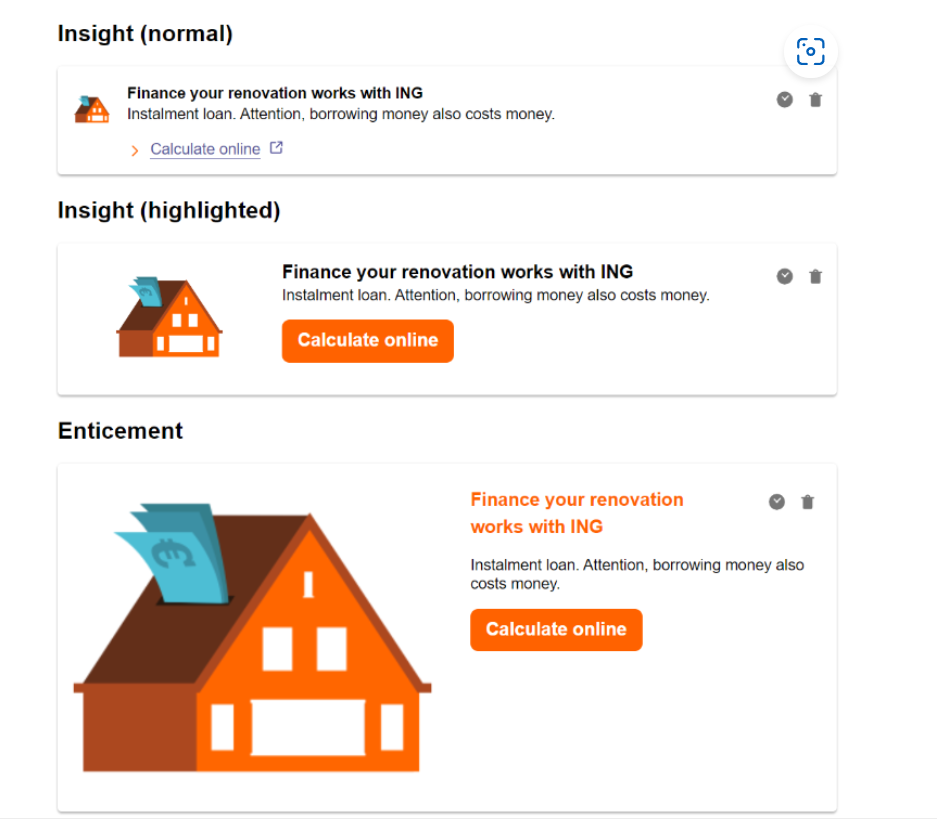 Insight (normal)
Finance your renovation works with ING
Instalment loan. Attention, borrowing money also costs money.
Calculate online
Insight (highlighted)
Finance your renovation works with ING
Instalment loan. Attention, borrowing money also costs money.
Calculate online
Enticement
Finance your renovation
works with ING
Instalment loan. Attention, borrowing money also
costs money.
Calculate online